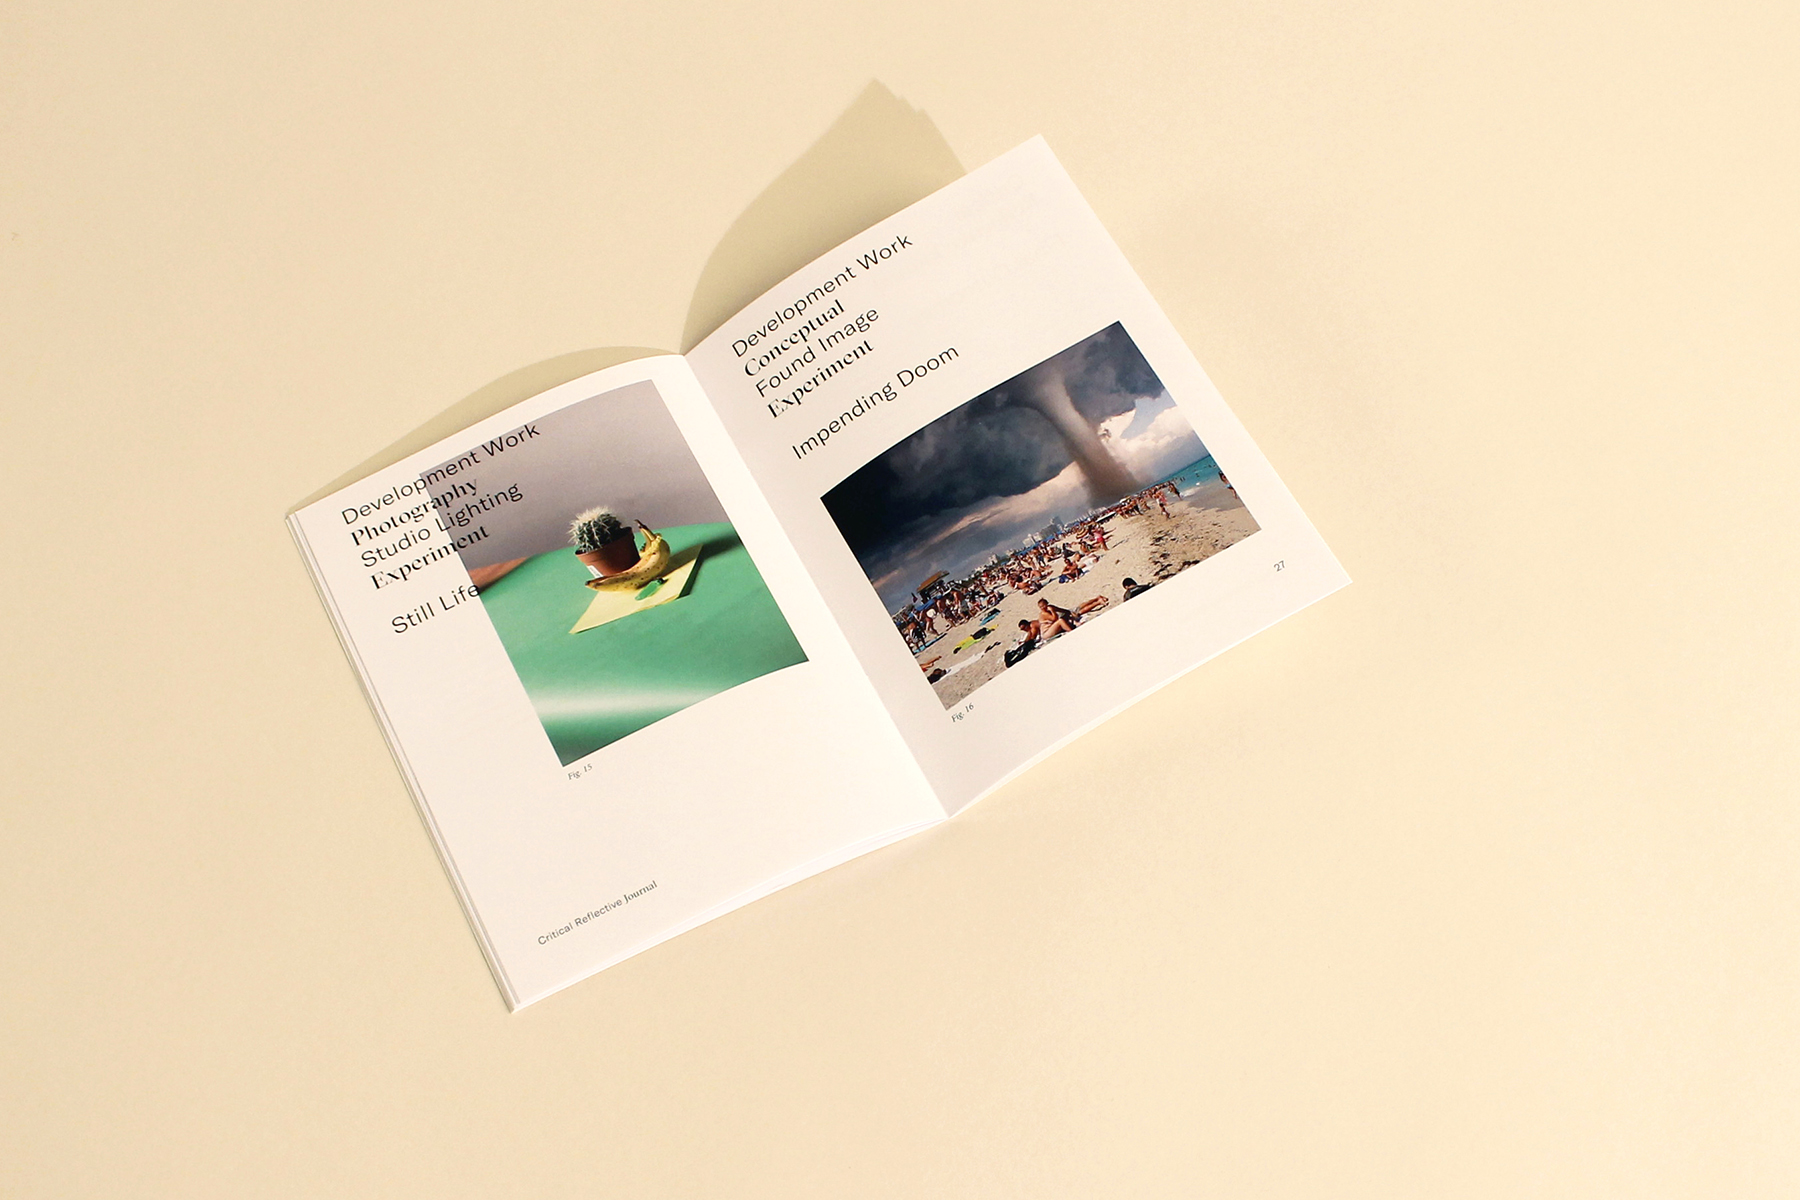 Development Work
Photography
Studio Lighting
Experiment
Still Life
Fig. 15
Critical Reflective Journal
Development Work
Conceptual
Found Image
Experiment
Impending Doom
Fig. 16
27